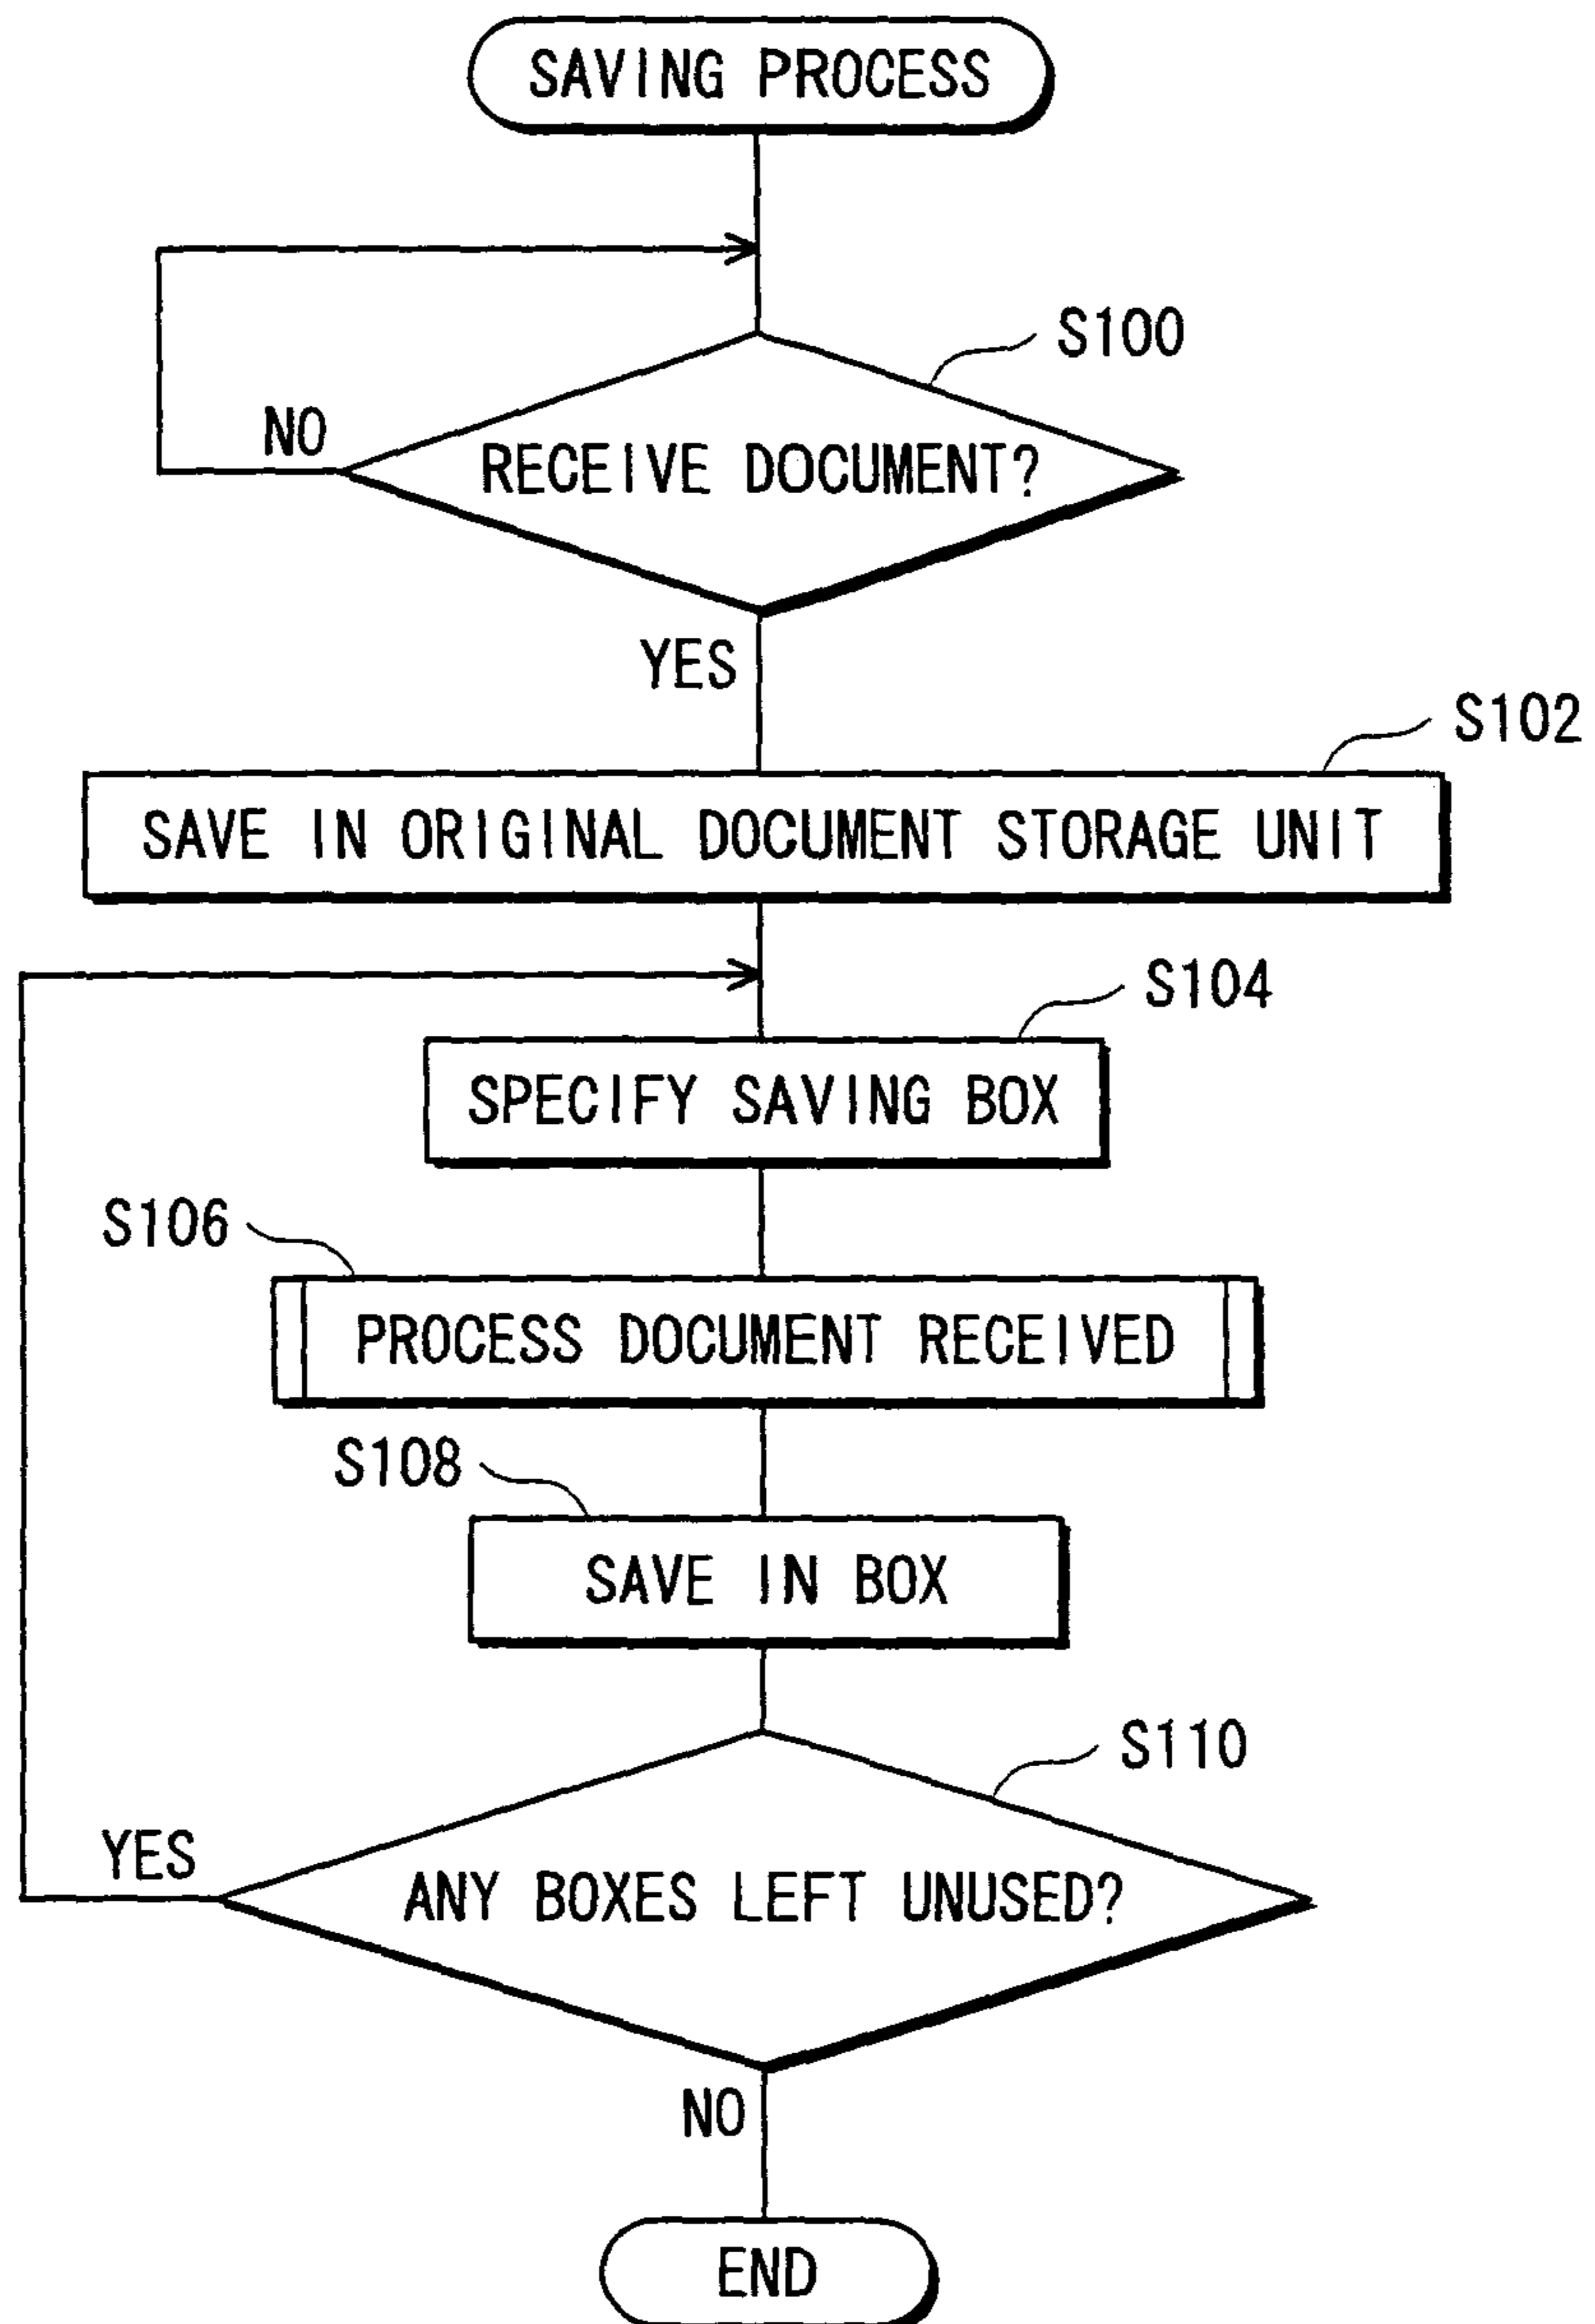 SAVING PROCESS
S100
NO
RECEIVE DOCUMENT?
YES
S102
SAVE IN ORIGINAL DOCUMENT STORAGE UNIT
S104
SPECIFY SAVING BOX
S106
PROCESS DOCUMENT RECEIVED
S108
SAVE IN BOX
S110
YES
ANY BOXES LEFT UNUSED?
NO
END